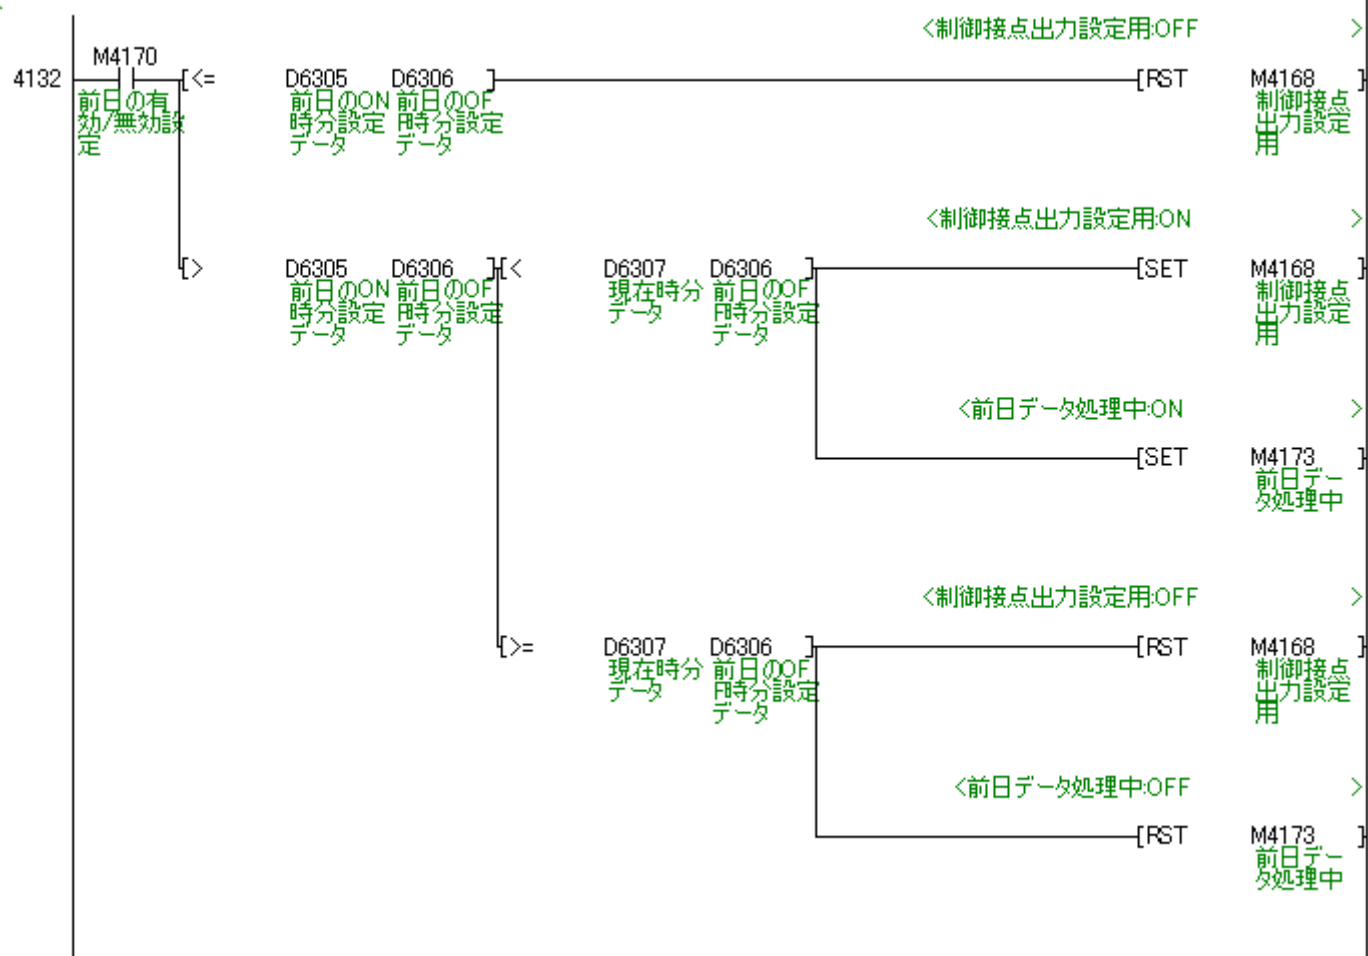 <制御接点出力設定用:OFF >
M4170
4132 [<= D6305 D6306 ] [RST M4168 ]
前日の有 前日のON 前日のOF 制御接点
効/無効設 時分設定 F時分設定 出力設定
定 データ データ 用
<制御接点出力設定用:ON >
[> D6305 D6306 ] [< D6307 D6306 ] [SET M4168 ]
前日のON 前日のOF 現在時分 前日のOF 制御接点
時分設定 F時分設定 データ F時分設定 出力設定
データ データ データ 用
<前日データ処理中:ON >
[SET M4173 ]
前日デー
タ処理中
<制御接点出力設定用:OFF >
[>= D6307 D6306 ] [RST M4168 ]
現在時分 前日のOF 制御接点
データ F時分設定 出力設定
データ 用
<前日データ処理中:OFF >
[RST M4173 ]
前日デー
タ処理中